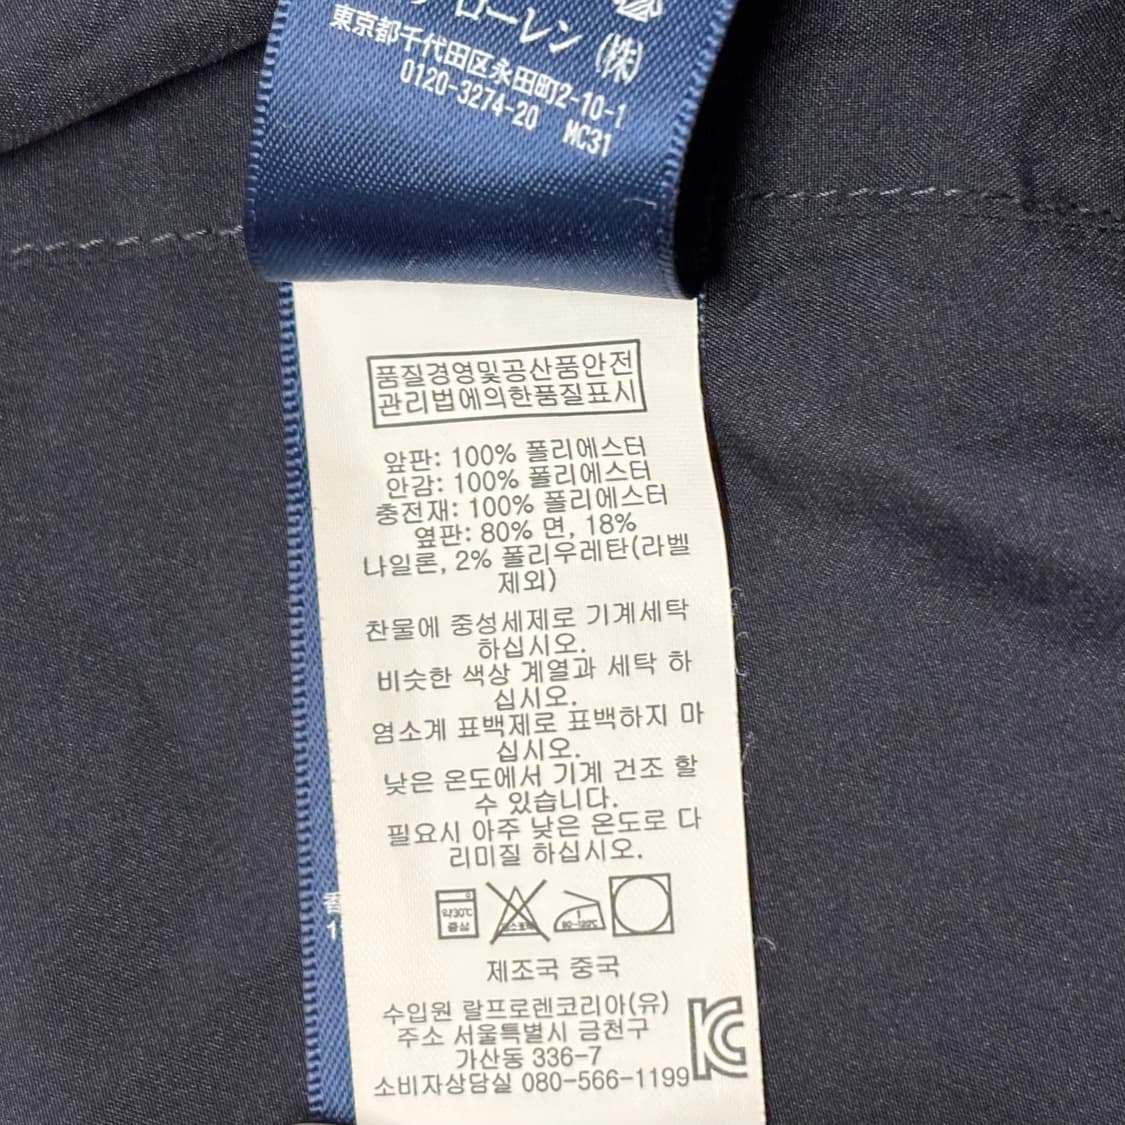 ローレン (株)
東京都千代田区永田町2-10-1
0120-3274-20 MC31
품질경영및공산품안전
관리법에의한품질표시
앞판: 100% 폴리에스터
안감: 100% 폴리에스터
충전재: 100% 폴리에스터
옆판: 80% 면, 18%
나일론, 2% 폴리우레탄(라벨
제외)
찬물에 중성세제로 기계세탁
하십시오.
비슷한 색상 계열과 세탁 하
십시오.
염소계 표백제로 표백하지 마
십시오.
낮은 온도에서 기계 건조 할
수 있습니다.
필요시 아주 낮은 온도로 다
리미질 하십시오.
약30℃
중성
80-120℃
제조국 중국
수입원 랄프로렌코리아(유)
주소 서울특별시 금천구
가산동 336-7
소비자상담실 080-566-1199